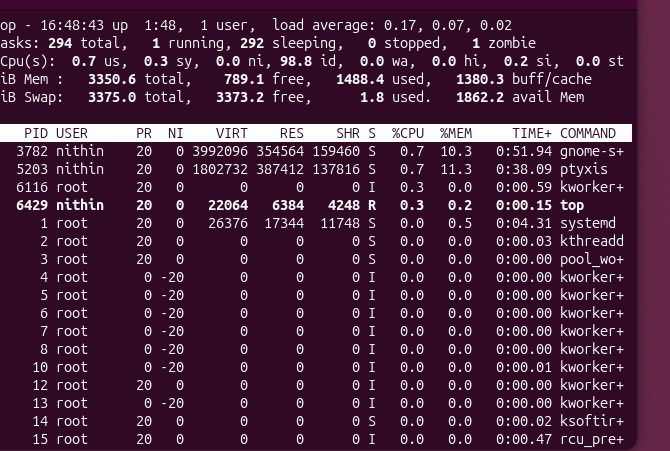 op - 16:48:43 up  1:48,  1 user,  load average: 0.17, 0.07, 0.02
asks: 294 total,   1 running, 292 sleeping,   0 stopped,   1 zombie
Cpu(s):  0.7 us,  0.3 sy,  0.0 ni, 98.8 id,  0.0 wa,  0.0 hi,  0.2 si,  0.0 st
iB Mem :   3350.6 total,    789.1 free,   1488.4 used,   1380.3 buff/cache
iB Swap:   3375.0 total,   3373.2 free,      1.8 used.   1862.2 avail Mem
PID USER      PR  NI    VIRT    RES    SHR S  %CPU  %MEM     TIME+ COMMAND
3782 nithin    20   0 3992096 354564 159460 S   0.7  10.3   0:51.94 gnome-s+
5203 nithin    20   0 1802732 387412 137816 S   0.7  11.3   0:38.09 ptyxis
6116 root      20   0       0      0      0 I   0.3   0.0   0:00.59 kworker+
6429 nithin    20   0   22064   6384   4248 R   0.3   0.2   0:00.15 top
1 root      20   0   26376  17344  11748 S   0.0   0.5   0:04.31 systemd
2 root      20   0       0      0      0 S   0.0   0.0   0:00.03 kthreadd
3 root      20   0       0      0      0 S   0.0   0.0   0:00.00 pool_wo+
4 root       0 -20       0      0      0 I   0.0   0.0   0:00.00 kworker+
5 root       0 -20       0      0      0 I   0.0   0.0   0:00.00 kworker+
6 root       0 -20       0      0      0 I   0.0   0.0   0:00.00 kworker+
7 root       0 -20       0      0      0 I   0.0   0.0   0:00.00 kworker+
8 root       0 -20       0      0      0 I   0.0   0.0   0:00.00 kworker+
10 root       0 -20       0      0      0 I   0.0   0.0   0:00.01 kworker+
12 root      20   0       0      0      0 I   0.0   0.0   0:00.00 kworker+
13 root       0 -20       0      0      0 I   0.0   0.0   0:00.00 kworker+
14 root      20   0       0      0      0 S   0.0   0.0   0:00.02 ksoftir+
15 root      20   0       0      0      0 I   0.0   0.0   0:00.47 rcu_pre+